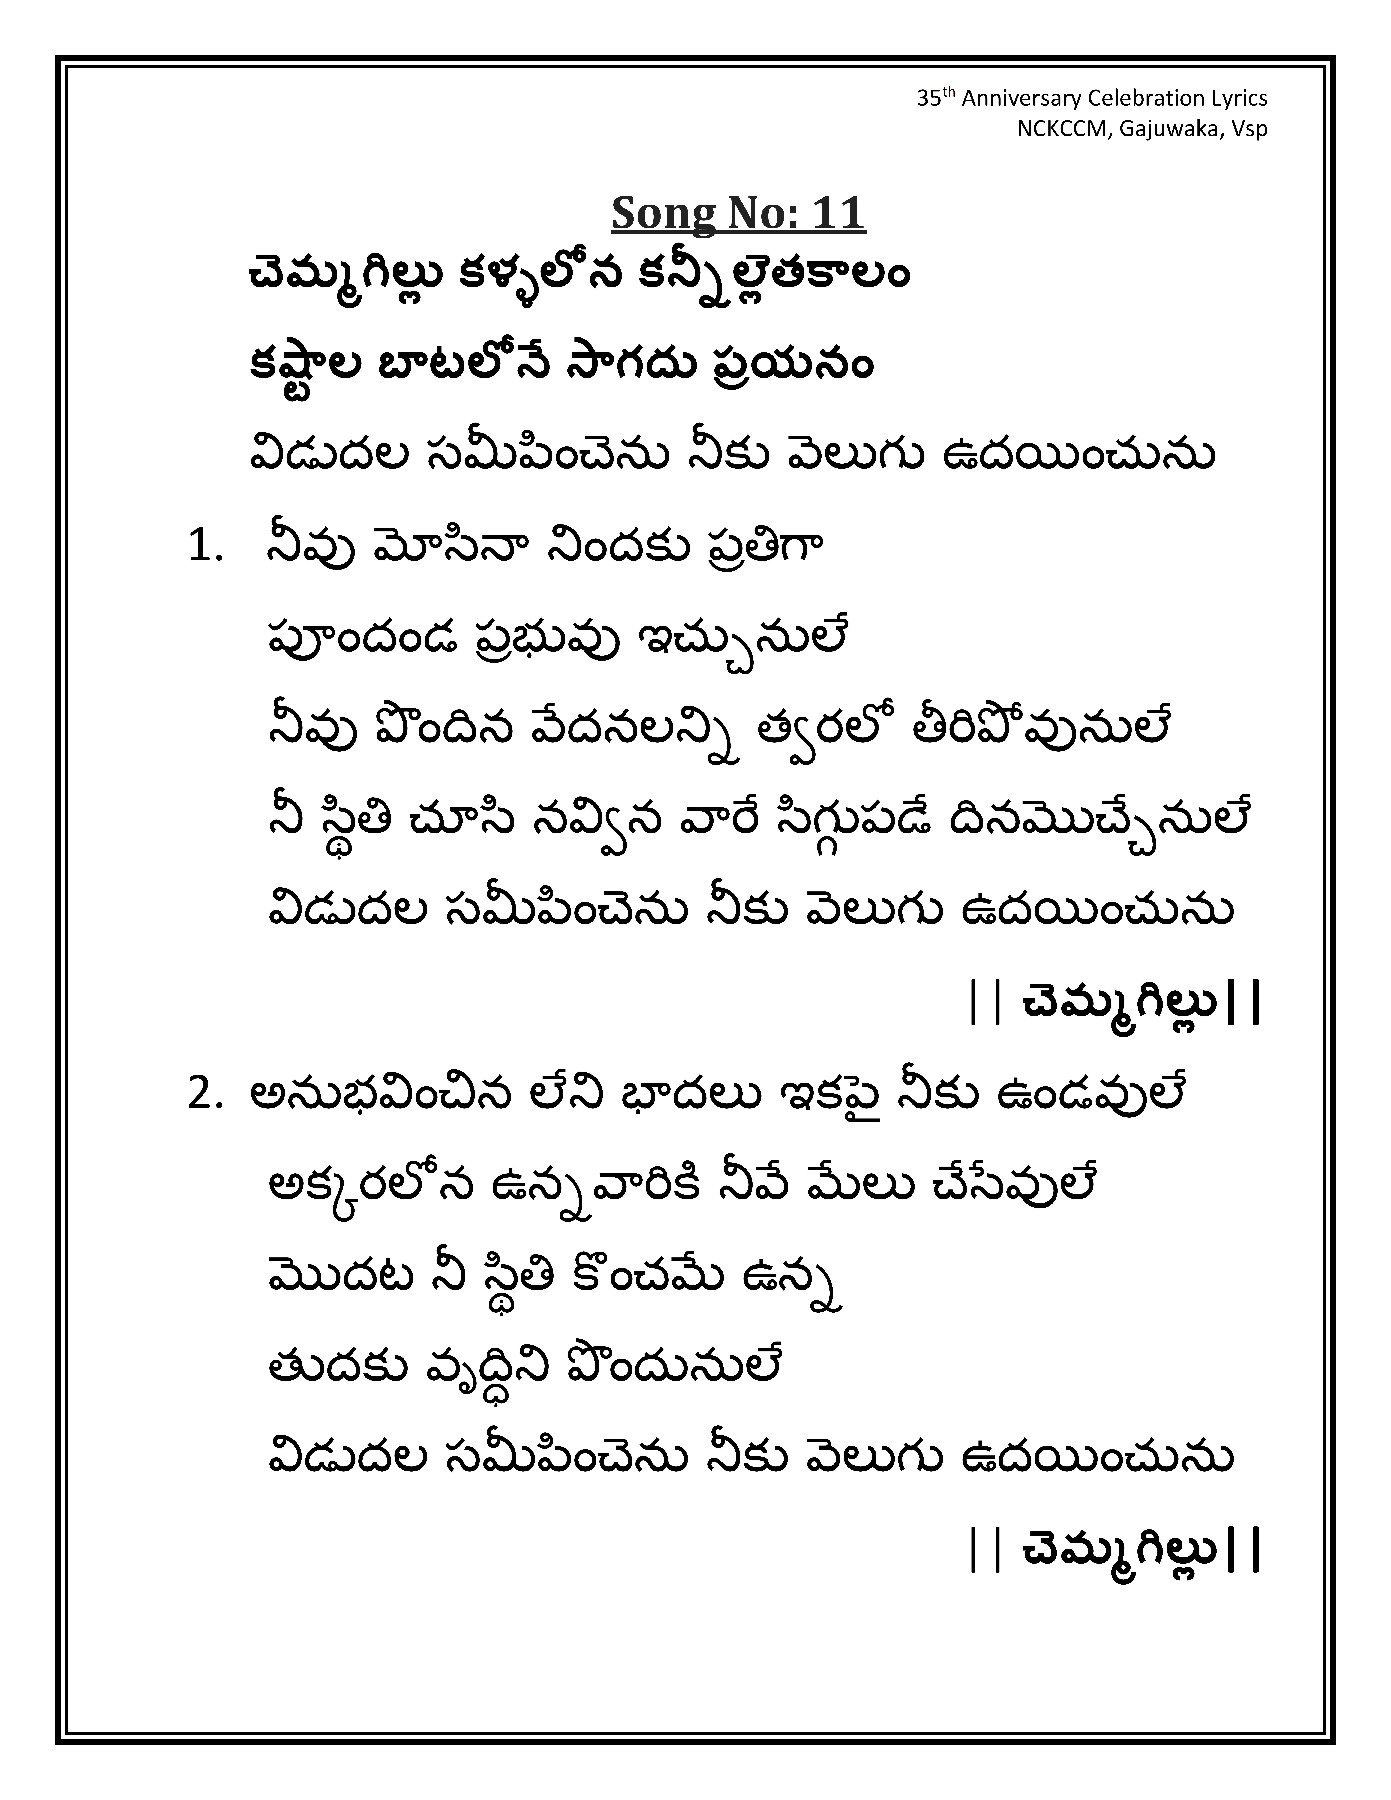 35th Anniversary Celebration Lyrics
NCKCCM, Gajuwaka, Vsp
Song No: 11
చెమ్మగిల్లు కళ్ళలోన కన్నీల్లెతకాలం
కష్టాల బాటలోనే సాగదు ప్రయనం
విడుదల సమీపించెను నీకు వెలుగు ఉదయించును
1. నీవు మోసినా నిందకు ప్రతిగా
పూందండ ప్రభువు ఇచ్చునులే
నీవు పొందిన వేదనలన్ని త్వరలో తీరిపోవునులే
నీ స్థితి చూసి నవ్విన వారే సిగ్గుపడే దినమొచ్చేనులే
విడుదల సమీపించెను నీకు వెలుగు ఉదయించును
|| చెమ్మగిల్లు||
2. అనుభవించిన లేని భాదలు ఇకపై నీకు ఉండవులే
అక్కరలోన ఉన్నవారికి నీవే మేలు చేసేవులే
మొదట నీ స్థితి కొంచమే ఉన్న
తుదకు వృద్ధిని పొందునులే
విడుదల సమీపించెను నీకు వెలుగు ఉదయించును
|| చెమ్మగిల్లు||